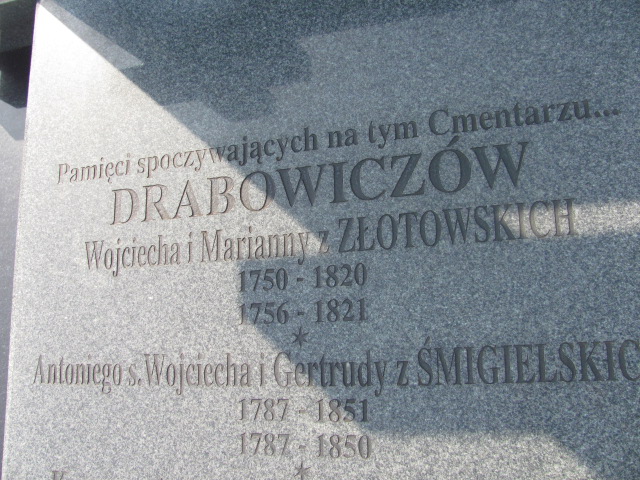 Pamięci spoczywających na tym Cmentarzu...
DRABOWICZÓW
Wojciecha i Marianny z ZŁOTOWSKICH
1750 - 1820
1756 - 1821
*
Antoniego s. Wojciecha i Gertrudy z ŚMIGIELSKIC
1787 - 1851
1787 - 1850
*